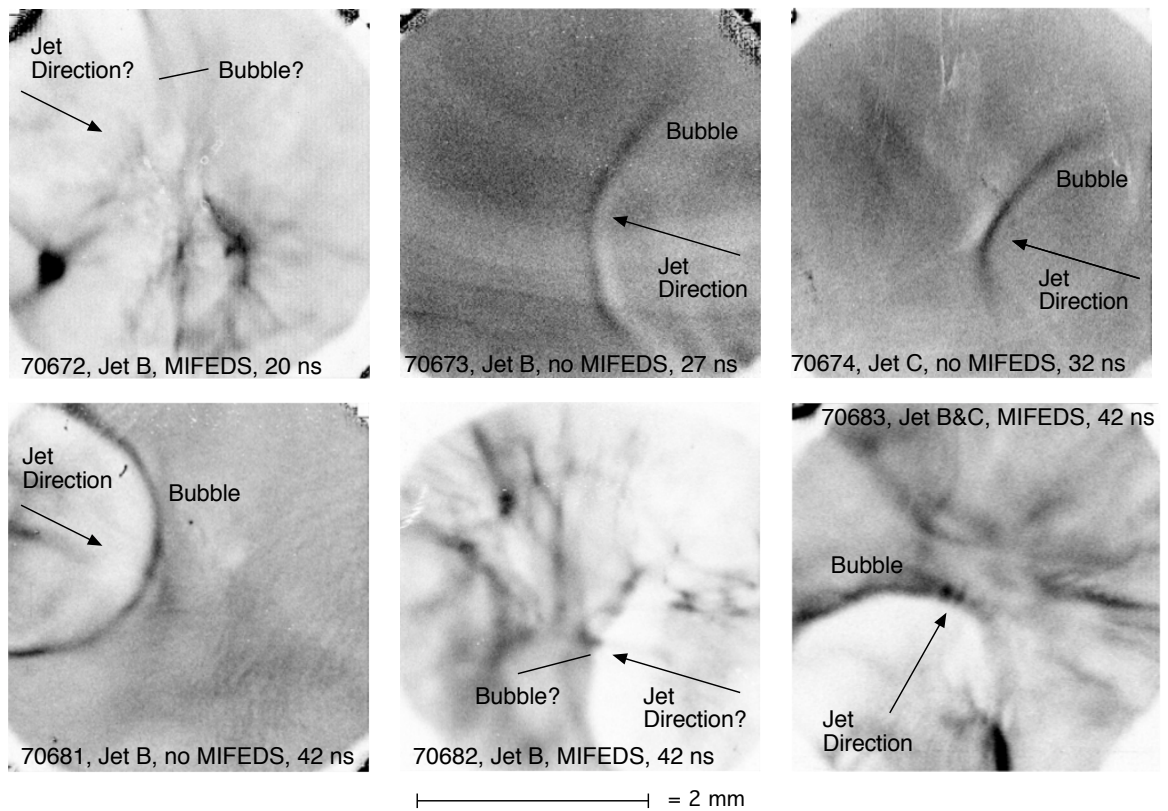 Jet
Direction?
Bubble?
70672, Jet B, MIFEDS, 20 ns
Bubble
Jet
Direction
70673, Jet B, no MIFEDS, 27 ns
Bubble
Jet
Direction
70674, Jet C, no MIFEDS, 32 ns
Jet
Direction
Bubble
70681, Jet B, no MIFEDS, 42 ns
Bubble?
Jet
Direction?
70682, Jet B, MIFEDS, 42 ns
70683, Jet B&C, MIFEDS, 42 ns
Bubble
Jet
Direction
= 2 mm